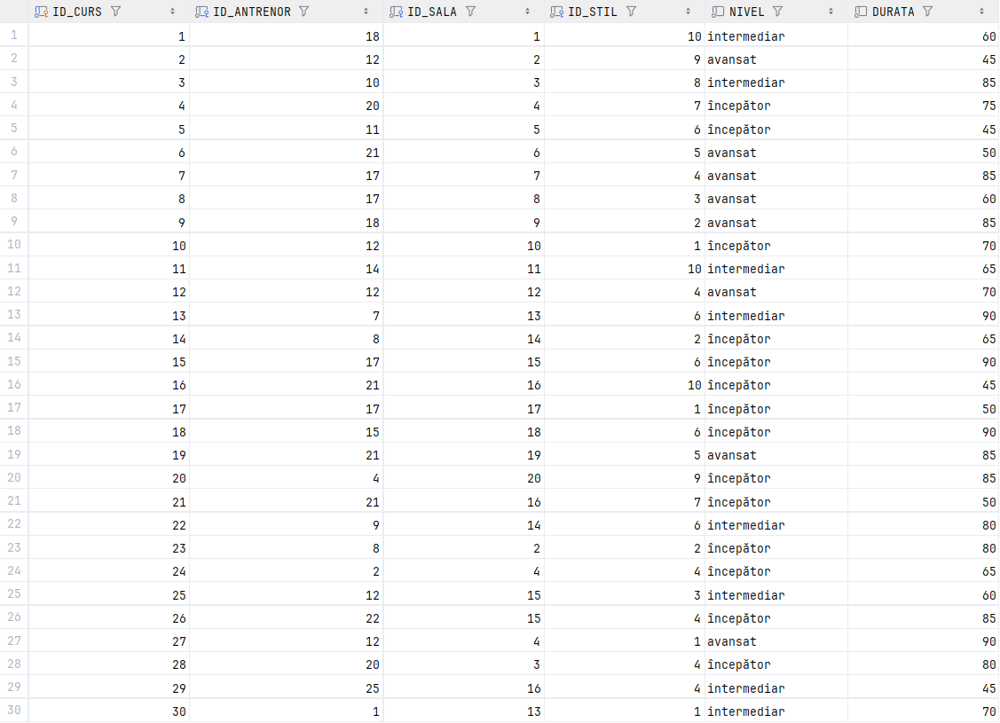 ID_CURS ID_ANTRENOR ID_SALA ID_STIL NIVEL DURATA
1 1 18 1 10 intermediar 60
2 2 12 2 9 avansat 45
3 3 10 3 8 intermediar 85
4 4 20 4 7 începător 75
5 5 11 5 6 începător 45
6 6 21 6 5 avansat 50
7 7 17 7 4 avansat 85
8 8 17 8 3 avansat 60
9 9 18 9 2 avansat 85
10 10 12 10 1 începător 70
11 11 14 11 10 intermediar 65
12 12 12 12 4 avansat 70
13 13 7 13 6 intermediar 90
14 14 8 14 2 începător 65
15 15 17 15 6 începător 90
16 16 21 16 10 începător 45
17 17 17 17 1 începător 50
18 18 15 18 6 începător 90
19 19 21 19 5 avansat 85
20 20 4 20 9 începător 85
21 21 21 16 7 începător 50
22 22 9 14 6 intermediar 80
23 23 8 2 2 începător 80
24 24 2 4 4 începător 65
25 25 12 15 3 intermediar 60
26 26 22 15 4 începător 85
27 27 12 4 1 avansat 90
28 28 20 3 4 începător 80
29 29 25 16 4 intermediar 45
30 30 1 13 1 intermediar 70